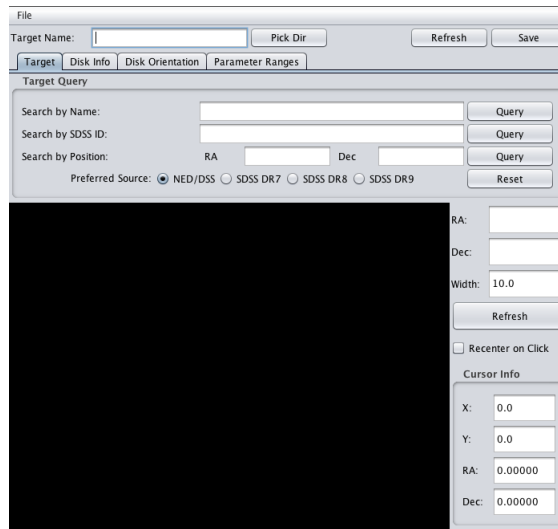 File
Target Name: Pick Dir Refresh Save
Target Disk Info Disk Orientation Parameter Ranges
Target Query
Search by Name: Query
Search by SDSS ID: Query
Search by Position: RA Dec Query
Preferred Source: NED/DSS SDSS DR7 SDSS DR8 SDSS DR9 Reset
RA:
Dec:
Width: 10.0
Refresh
Recenter on Click
Cursor Info
X: 0.0
Y: 0.0
RA: 0.00000
Dec: 0.00000